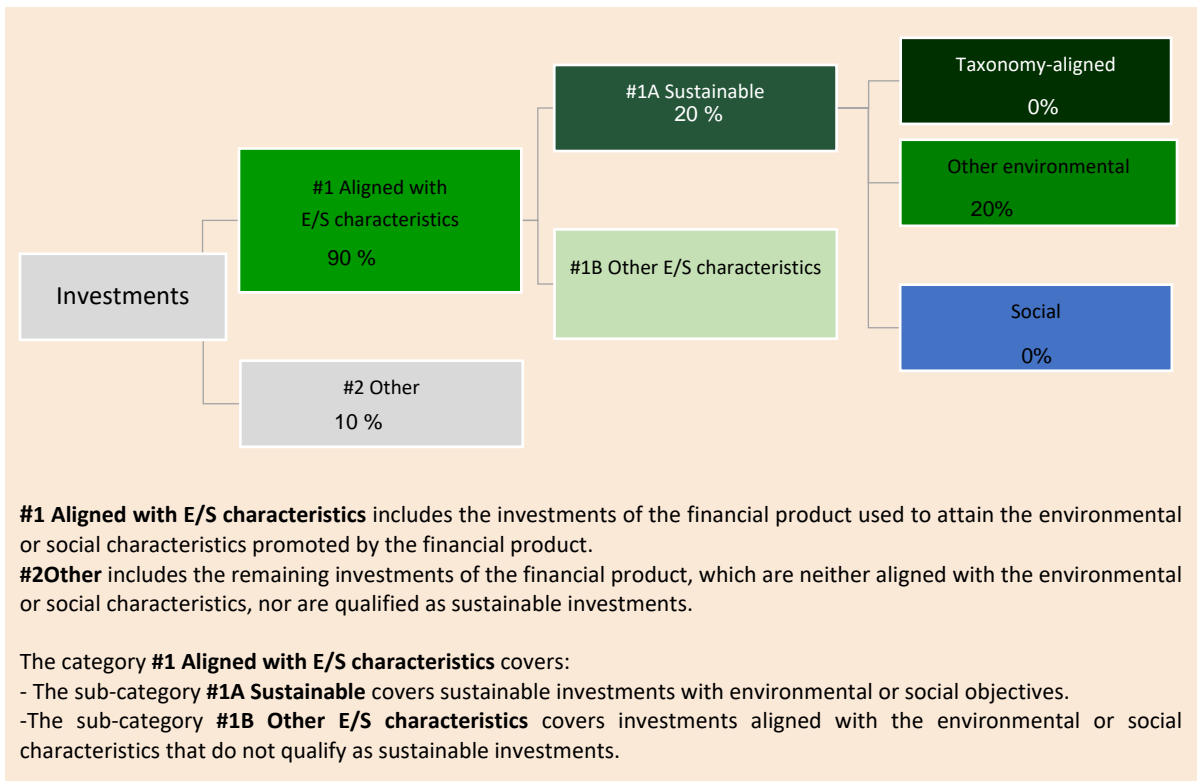 Taxonomy-aligned
0%
#1A Sustainable
20 %
Other environmental
20%
#1 Aligned with
E/S characteristics
90 %
#1B Other E/S characteristics
Investments
Social
0%
#2 Other
10 %
#1 Aligned with E/S characteristics includes the investments of the financial product used to attain the environmental
or social characteristics promoted by the financial product.
#2Other includes the remaining investments of the financial product, which are neither aligned with the environmental
or social characteristics, nor are qualified as sustainable investments.
The category #1 Aligned with E/S characteristics covers:
- The sub-category #1A Sustainable covers sustainable investments with environmental or social objectives.
-The sub-category #1B Other E/S characteristics covers investments aligned with the environmental or social
characteristics that do not qualify as sustainable investments.